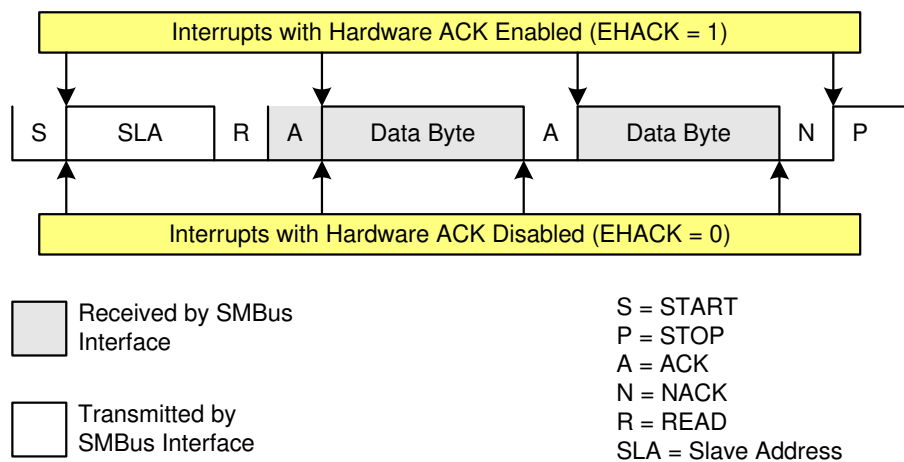 Interrupts with Hardware ACK Enabled (EHACK = 1)
S SLA R A Data Byte A Data Byte N P
Interrupts with Hardware ACK Disabled (EHACK = 0)
Received by SMBus
Interface
Transmitted by
SMBus Interface
S = START
P = STOP
A = ACK
N = NACK
R = READ
SLA = Slave Address